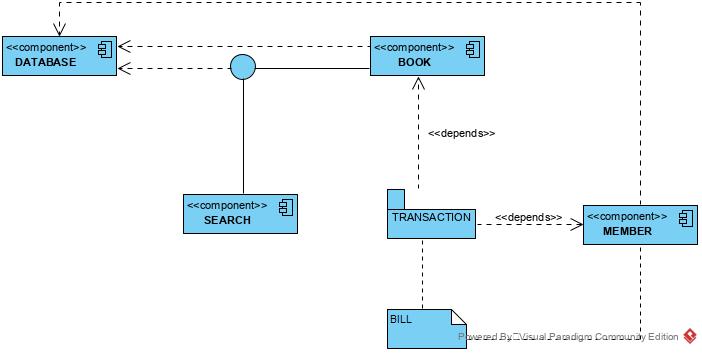 <<component>>
DATABASE
<<component>>
BOOK
<<depends>>
<<component>>
SEARCH
TRANSACTION
<<depends>>
<<component>>
MEMBER
BILL
Powered By Visual Paradigm Community Edition